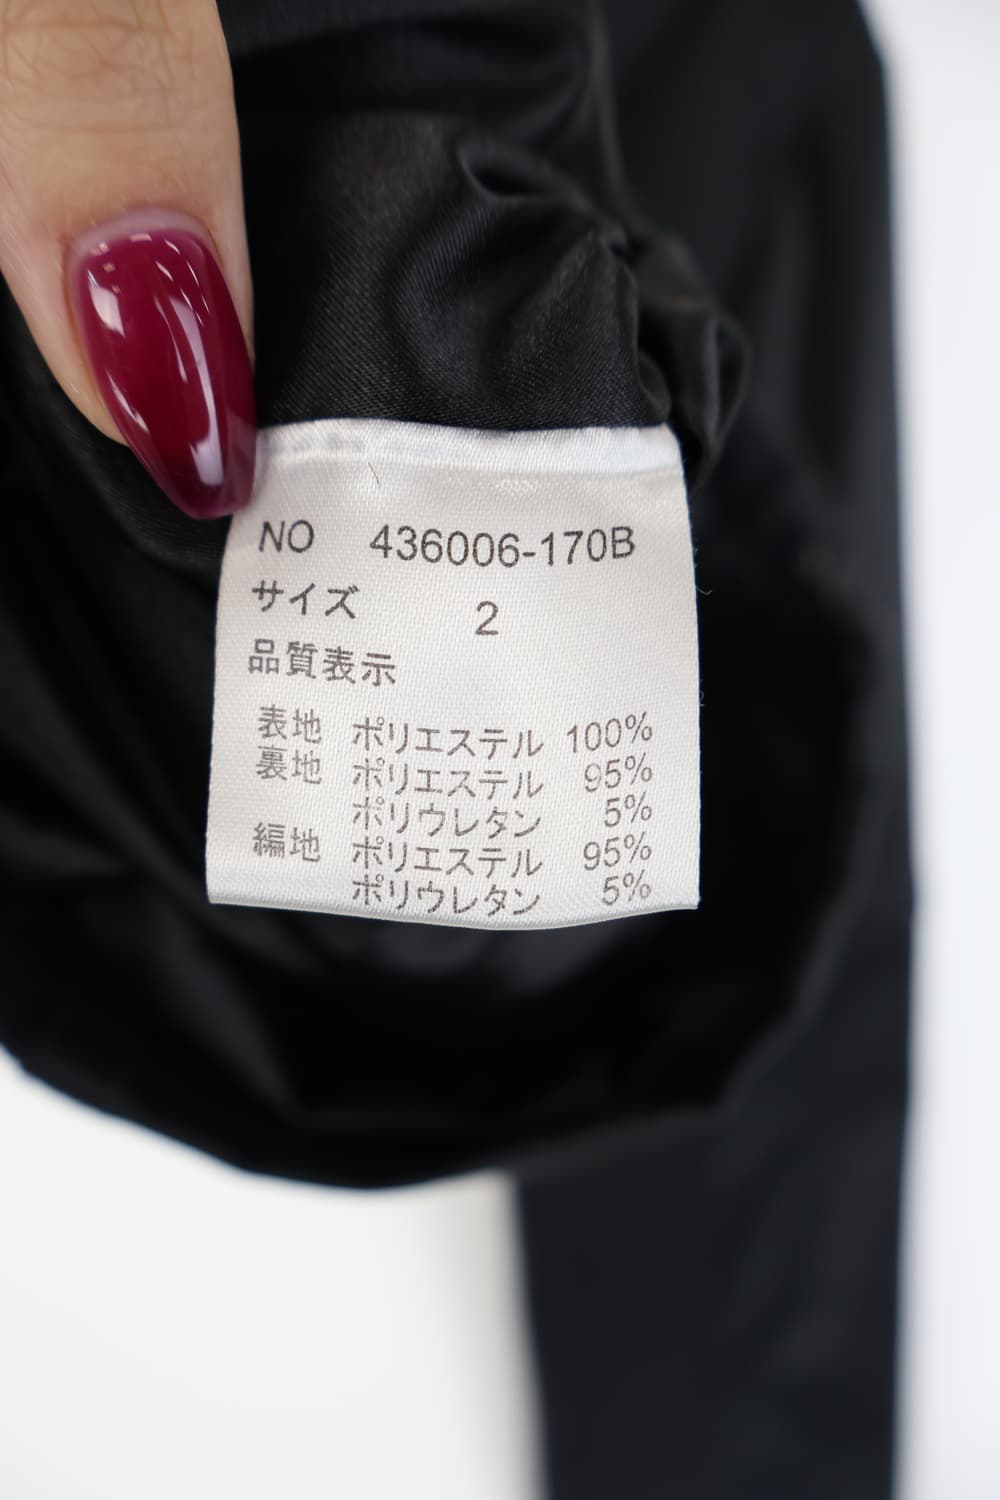 NO 436006-170B
サイズ 2
品質表示
表地 ポリエステル 100%
裏地 ポリエステル 95%
ポリウレタン 5%
編地 ポリエステル 95%
ポリウレタン 5%